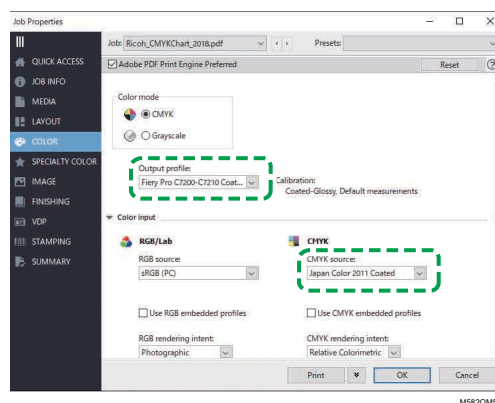 Job Properties
Job: Ricoh_CMYKChart_2018.pdf Presets:
Adobe PDF Print Engine Preferred Reset
QUICK ACCESS
JOB INFO
MEDIA
LAYOUT
COLOR
SPECIALTY COLOR
IMAGE
FINISHING
VDP
STAMPING
SUMMARY
Color mode
CMYK
Grayscale
Output profile:
Fiery Pro C7200-C7210 Coat...
Calibration:
Coated-Glossy, Default measurements
Color input
RGB/Lab
RGB source:
sRGB (PC)
Use RGB embedded profiles
RGB rendering intent:
Photographic
CMYK
CMYK source:
Japan Color 2011 Coated
Use CMYK embedded profiles
CMYK rendering intent:
Relative Colorimetric
Print OK Cancel